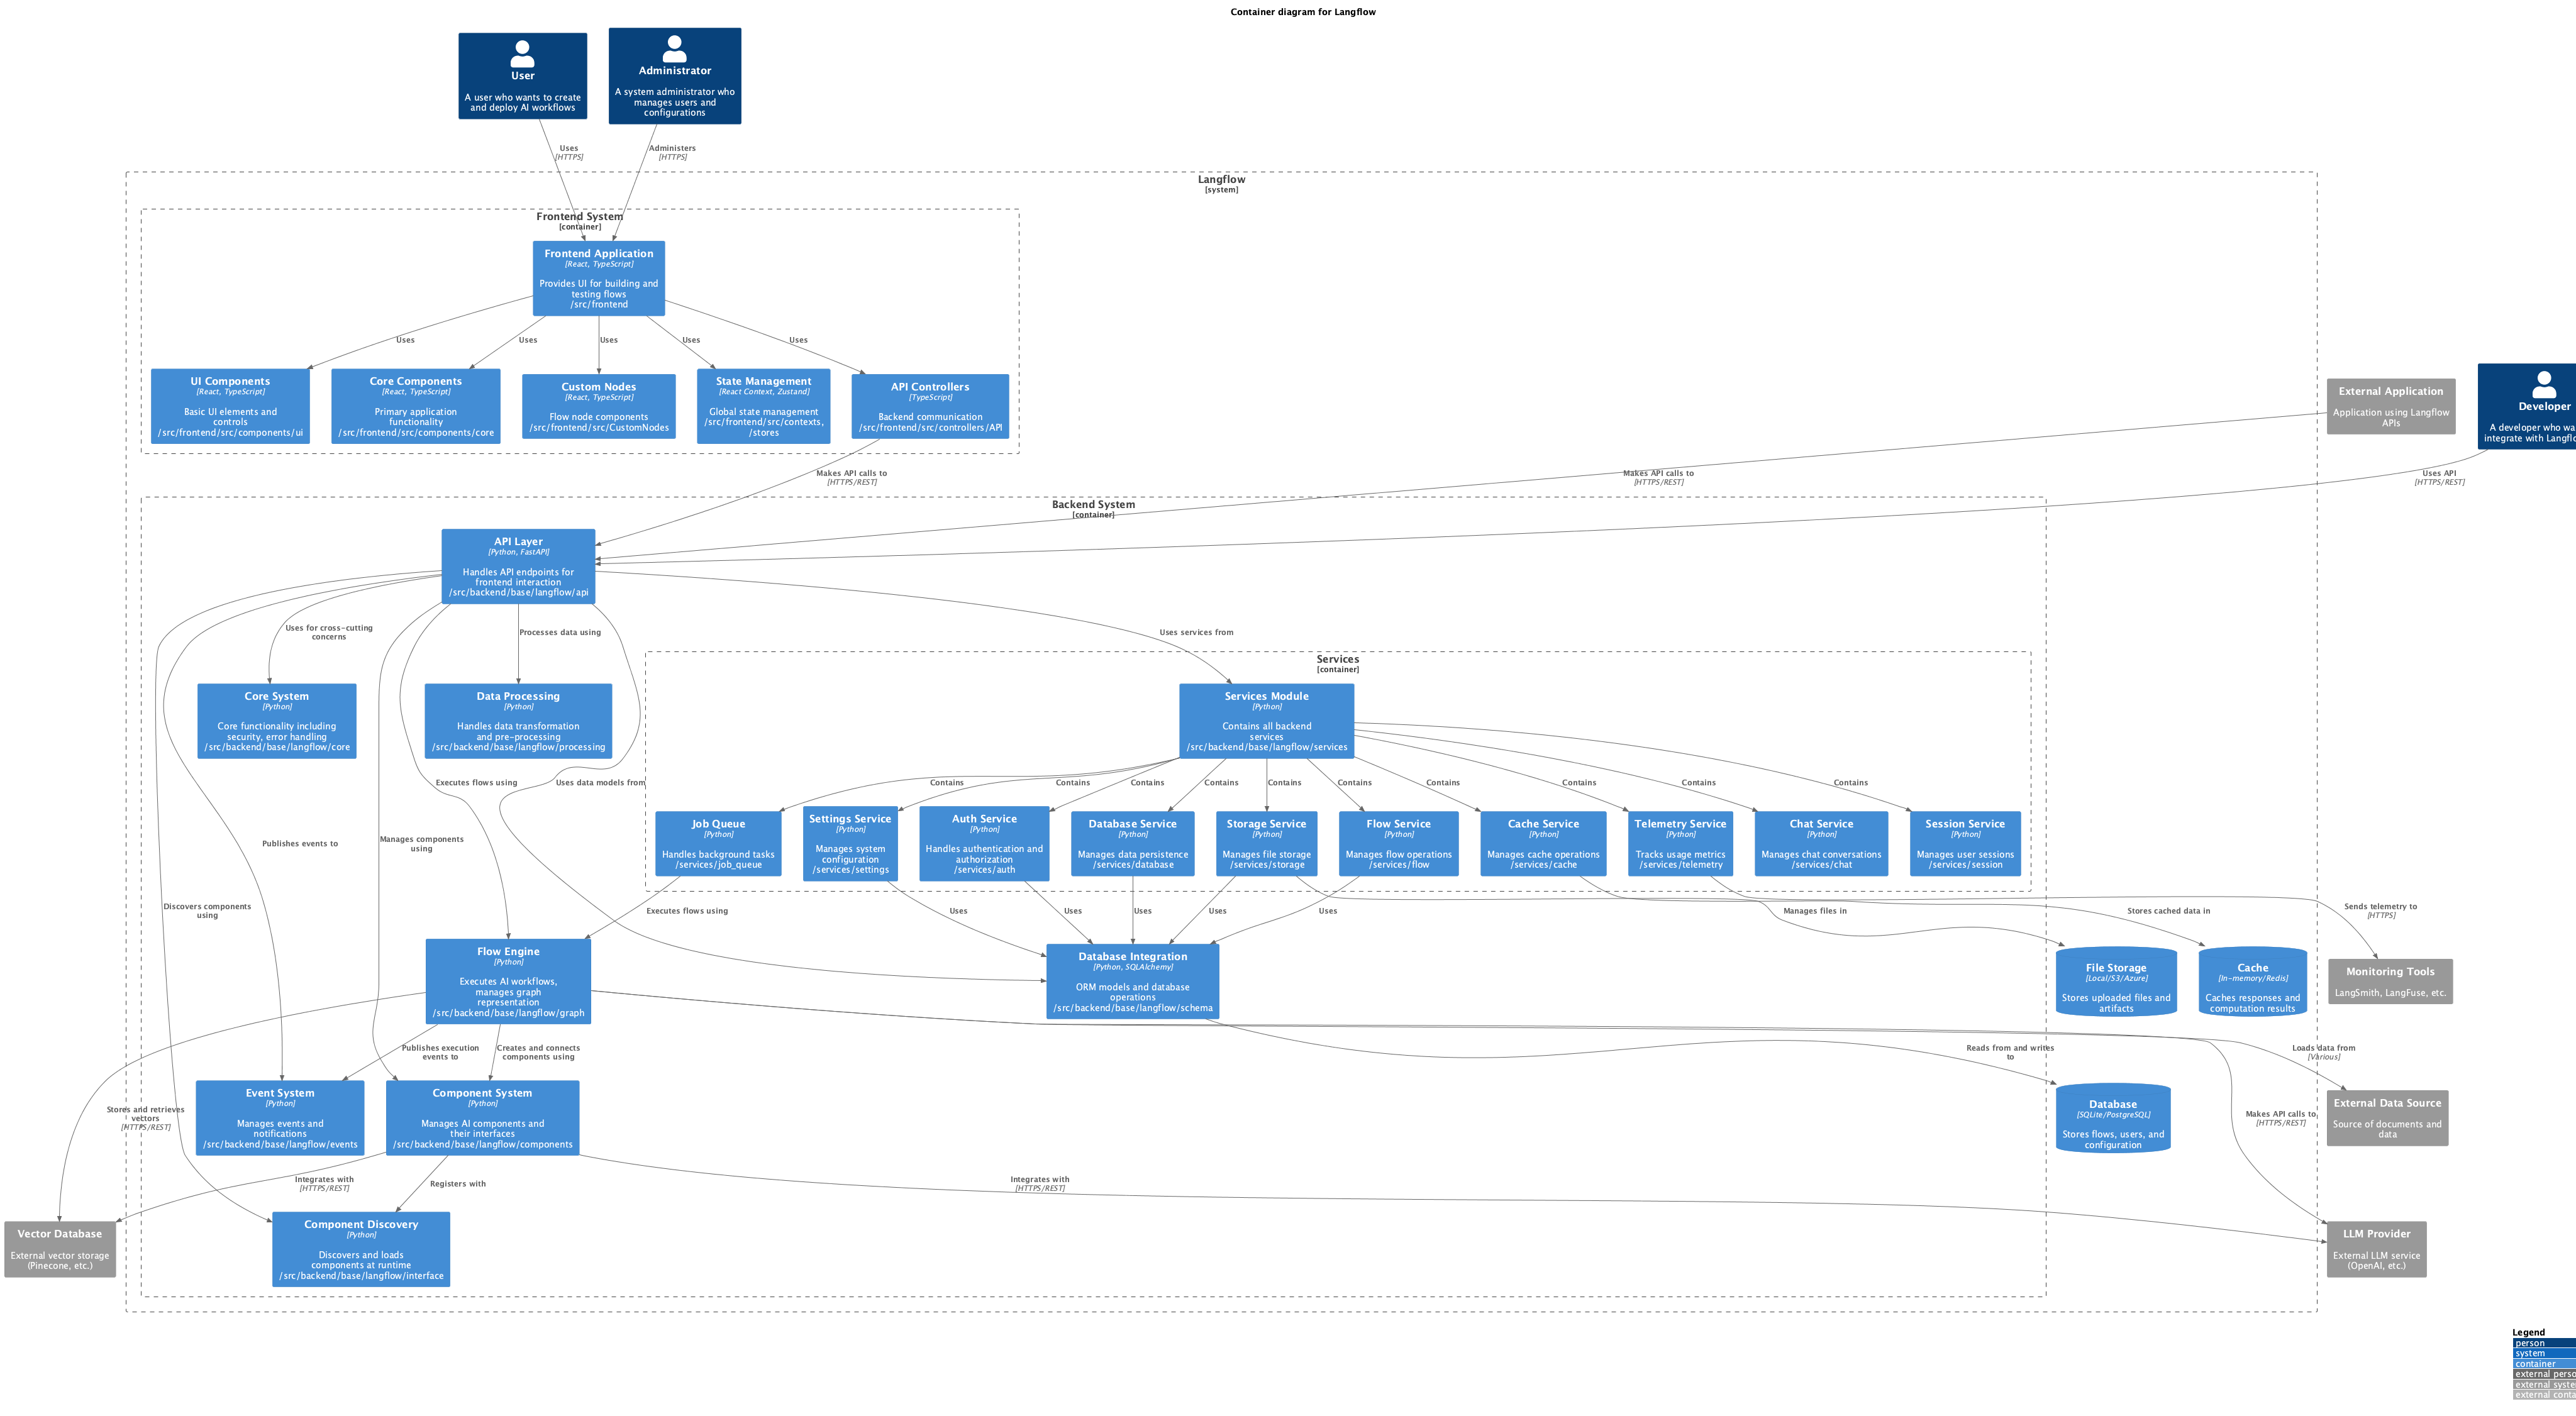 Container diagram for Langflow
User
A user who wants to create
and deploy AI workflows
Administrator
A system administrator who
manages users and
configurations
Uses
[HTTPS]
Administers
[HTTPS]
Langflow
[system]
Frontend System
[container]
Frontend Application
[React, TypeScript]
Provides UI for building and
testing flows
/src/frontend
Uses
Uses
Uses
Uses
Uses
UI Components
[React, TypeScript]
Basic UI elements and
controls
/src/frontend/src/components/ui
Core Components
[React, TypeScript]
Primary application
functionality
/src/frontend/src/components/core
Custom Nodes
[React, TypeScript]
Flow node components
/src/frontend/src/CustomNodes
State Management
[React Context, Zustand]
Global state management
/src/frontend/src/contexts,
/stores
API Controllers
[TypeScript]
Backend communication
/src/frontend/src/controllers/API
External Application
Application using Langflow
APIs
Developer
A developer who wa
integrate with Langflo
Makes API calls to
[HTTPS/REST]
Makes API calls to
[HTTPS/REST]
Uses API
[HTTPS/REST]
Backend System
[container]
API Layer
[Python, FastAPI]
Handles API endpoints for
frontend interaction
/src/backend/base/langflow/api
Uses for cross-cutting
concerns
Processes data using
Uses services from
Services
[container]
Core System
[Python]
Core functionality including
security, error handling
/src/backend/base/langflow/core
Data Processing
[Python]
Handles data transformation
and pre-processing
/src/backend/base/langflow/processing
Services Module
[Python]
Contains all backend
services
/src/backend/base/langflow/services
Executes flows using
Uses data models from
Contains
Contains
Contains
Contains
Contains
Contains
Contains
Contains
Contains
Contains
Job Queue
[Python]
Handles background tasks
/services/job_queue
Settings Service
[Python]
Manages system
configuration
/services/settings
Auth Service
[Python]
Handles authentication and
authorization
/services/auth
Database Service
[Python]
Manages data persistence
/services/database
Storage Service
[Python]
Manages file storage
/services/storage
Flow Service
[Python]
Manages flow operations
/services/flow
Cache Service
[Python]
Manages cache operations
/services/cache
Telemetry Service
[Python]
Tracks usage metrics
/services/telemetry
Chat Service
[Python]
Manages chat conversations
/services/chat
Session Service
[Python]
Manages user sessions
/services/session
Publishes events to
Manages components
using
Discovers components
using
Executes flows using
Uses
Uses
Uses
Uses
Uses
Manages files in
Stores cached data in
Sends telemetry to
[HTTPS]
Flow Engine
[Python]
Executes AI workflows,
manages graph
representation
/src/backend/base/langflow/graph
Database Integration
[Python, SQLAlchemy]
ORM models and database
operations
/src/backend/base/langflow/schema
File Storage
[Local/S3/Azure]
Stores uploaded files and
artifacts
Cache
[In-memory/Redis]
Caches responses and
computation results
Monitoring Tools
LangSmith, LangFuse, etc.
Publishes execution
events to
Creates and connects
components using
Reads from and writes
to
Loads data from
[Various]
Stores and retrieves
vectors
[HTTPS/REST]
Event System
[Python]
Manages events and
notifications
/src/backend/base/langflow/events
Component System
[Python]
Manages AI components and
their interfaces
/src/backend/base/langflow/components
Database
[SQLite/PostgreSQL]
Stores flows, users, and
configuration
Makes API calls to
[HTTPS/REST]
External Data Source
Source of documents and
data
Integrates with
[HTTPS/REST]
Registers with
Integrates with
[HTTPS/REST]
Vector Database
External vector storage
(Pinecone, etc.)
Component Discovery
[Python]
Discovers and loads
components at runtime
/src/backend/base/langflow/interface
LLM Provider
External LLM service
(OpenAI, etc.)
Legend
person
system
container
external perso
external syste
external conta